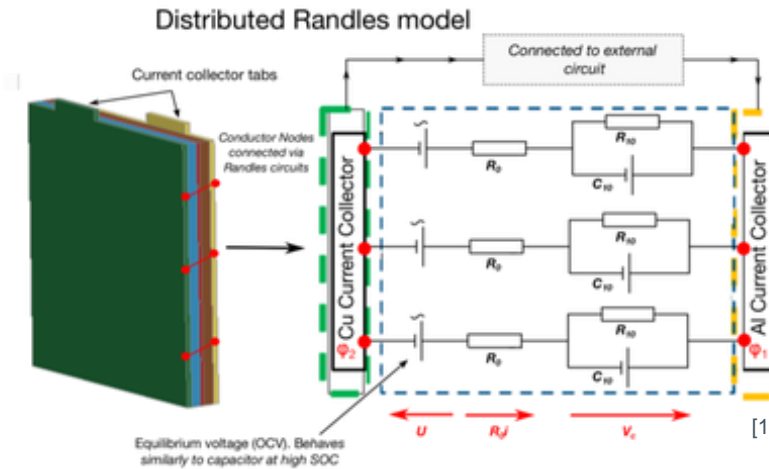 Distributed Randles model
Current collector tabs
Connected to external
circuit
Conductor Nodes
connected via
Randles circuits
Cu Current Collector
φ₂
R₀
R₁₀
C₁₀
R₀
R₁₀
C₁₀
R₀
R₁₀
C₁₀
Al Current Collector
φ₁
U
R₀i
Vₑ
[1
Equilibrium voltage (OCV). Behaves
similarly to capacitor at high SOC